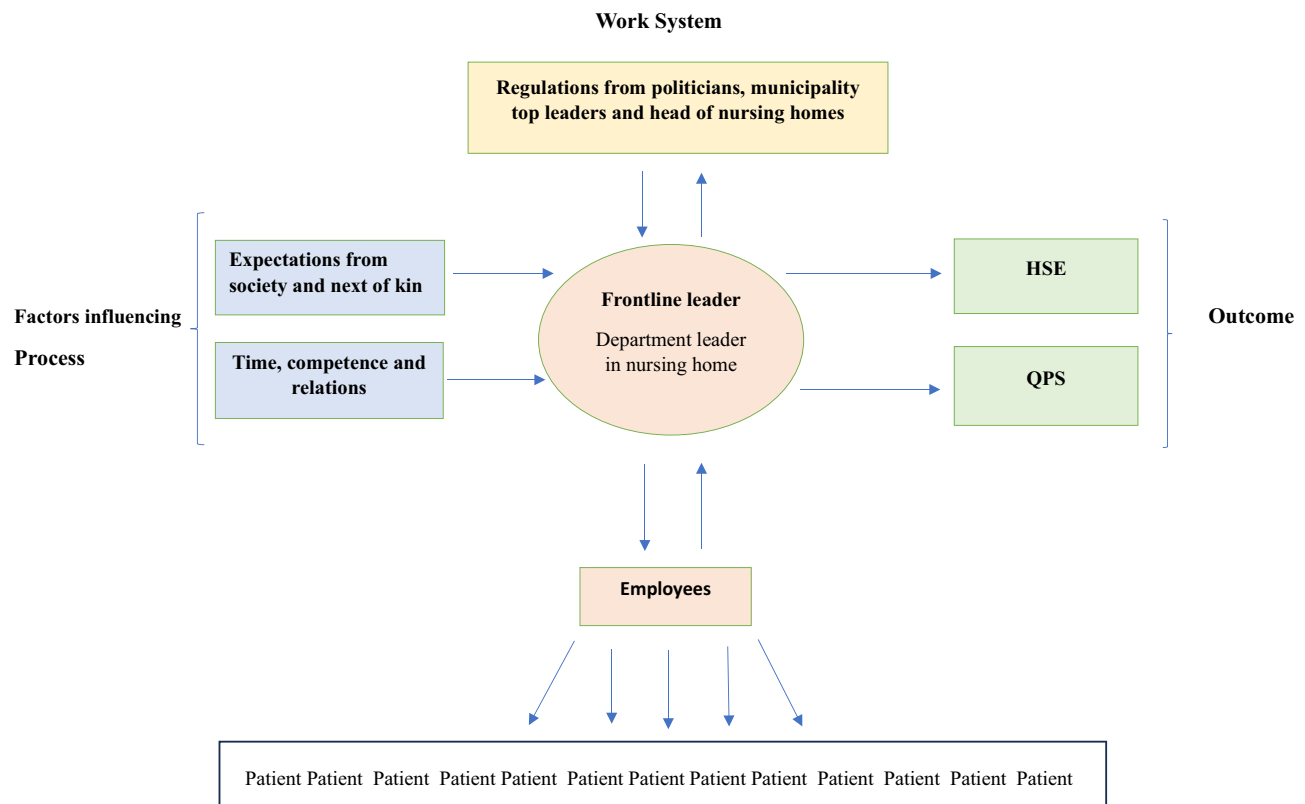 Work System
Regulations from politicians, municipality
top leaders and head of nursing homes
Factors influencing
Process
Expectations from
society and next of kin
Time, competence and
relations
Frontline leader
Department leader
in nursing home
HSE
QPS
Outcome
Employees
Patient Patient Patient Patient Patient Patient Patient Patient Patient Patient Patient Patient Patient